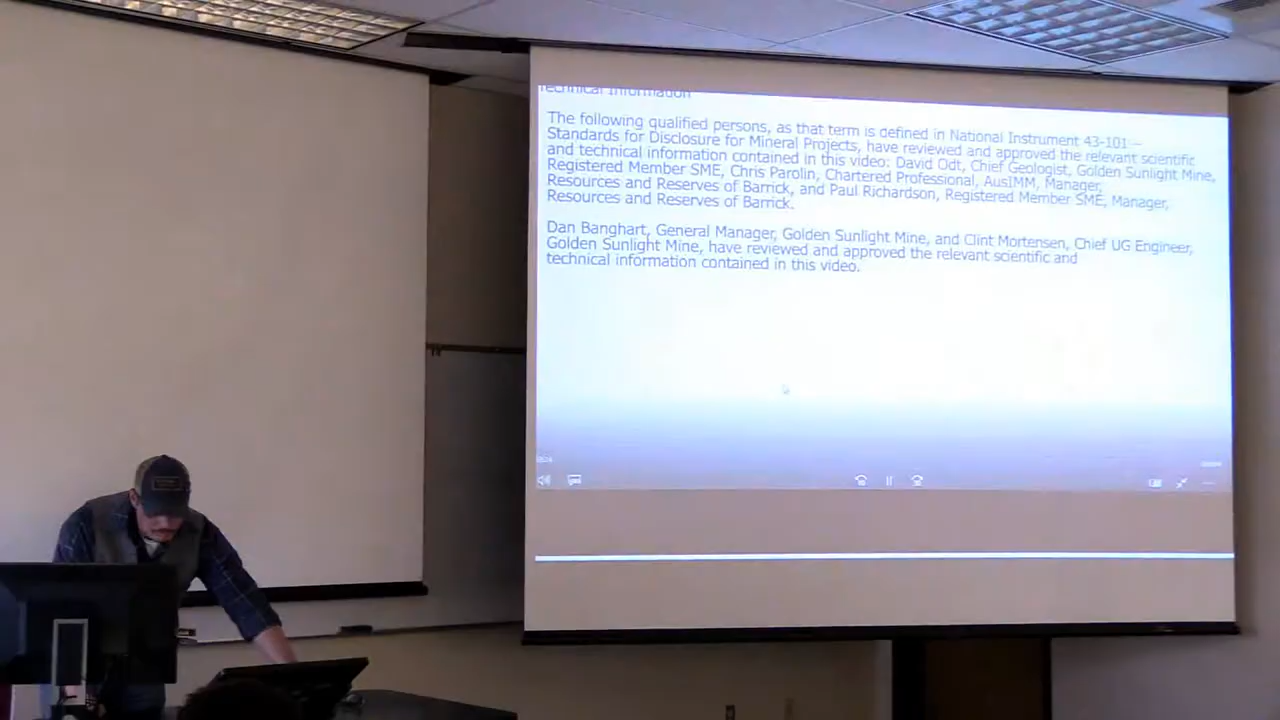 Technical Information
The following qualified persons, as that term is defined in National Instrument 43-101 –
Standards for Disclosure for Mineral Projects, have reviewed and approved the relevant scientific
and technical information contained in this video: David Odt, Chief Geologist, Golden Sunlight Mine,
Registered Member SME, Chris Parolin, Chartered Professional, AusIMM, Manager,
Resources and Reserves of Barrick, and Paul Richardson, Registered Member SME, Manager,
Resources and Reserves of Barrick.
Dan Banghart, General Manager, Golden Sunlight Mine, and Clint Mortensen, Chief UG Engineer,
Golden Sunlight Mine, have reviewed and approved the relevant scientific and
technical information contained in this video.